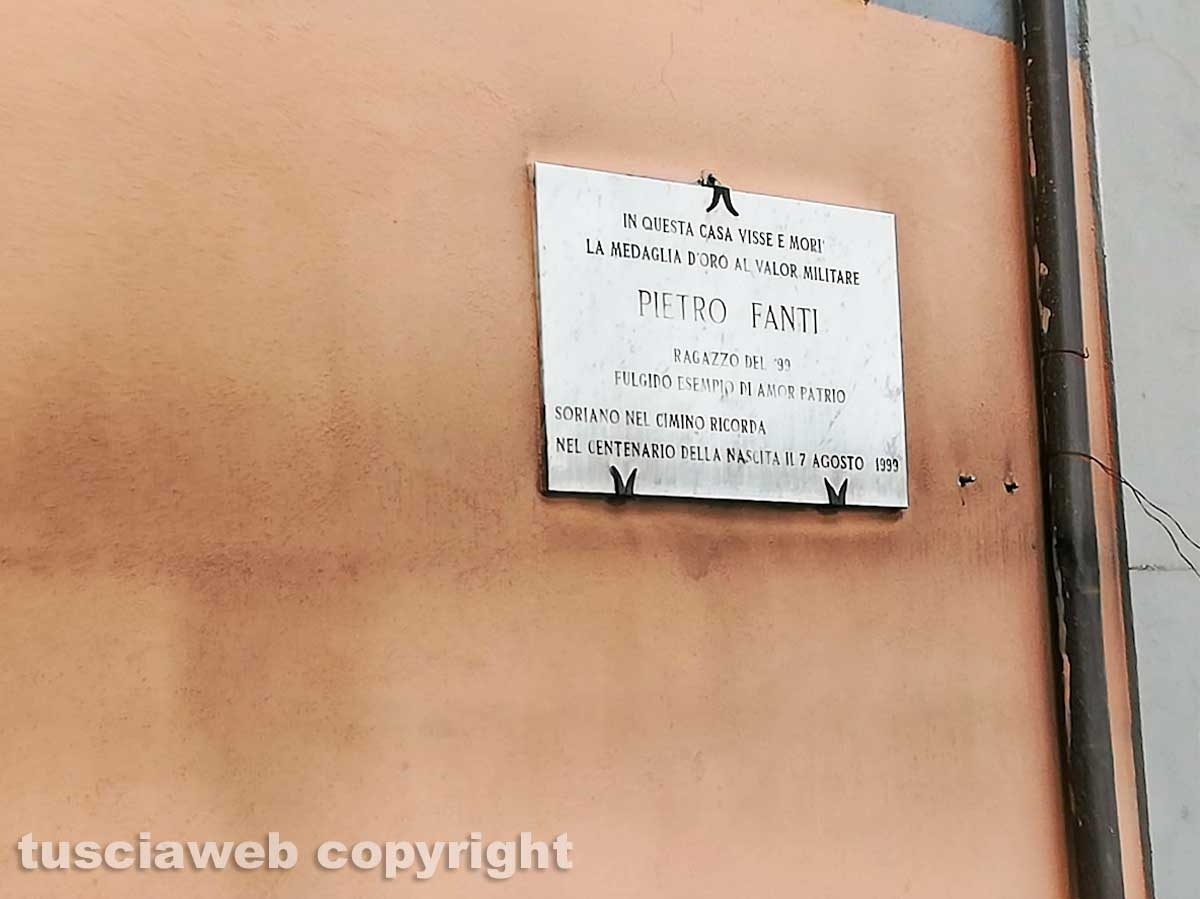 IN QUESTA CASA VISSE E MORI'
LA MEDAGLIA D'ORO AL VALOR MILITARE
PIETRO FANTI
RAGAZZO DEL '99
FULGIDO ESEMPIO DI AMOR PATRIO
SORIANO NEL CIMINO RICORDA
NEL CENTENARIO DELLA NASCITA IL 7 AGOSTO 1999
tusciaweb copyright